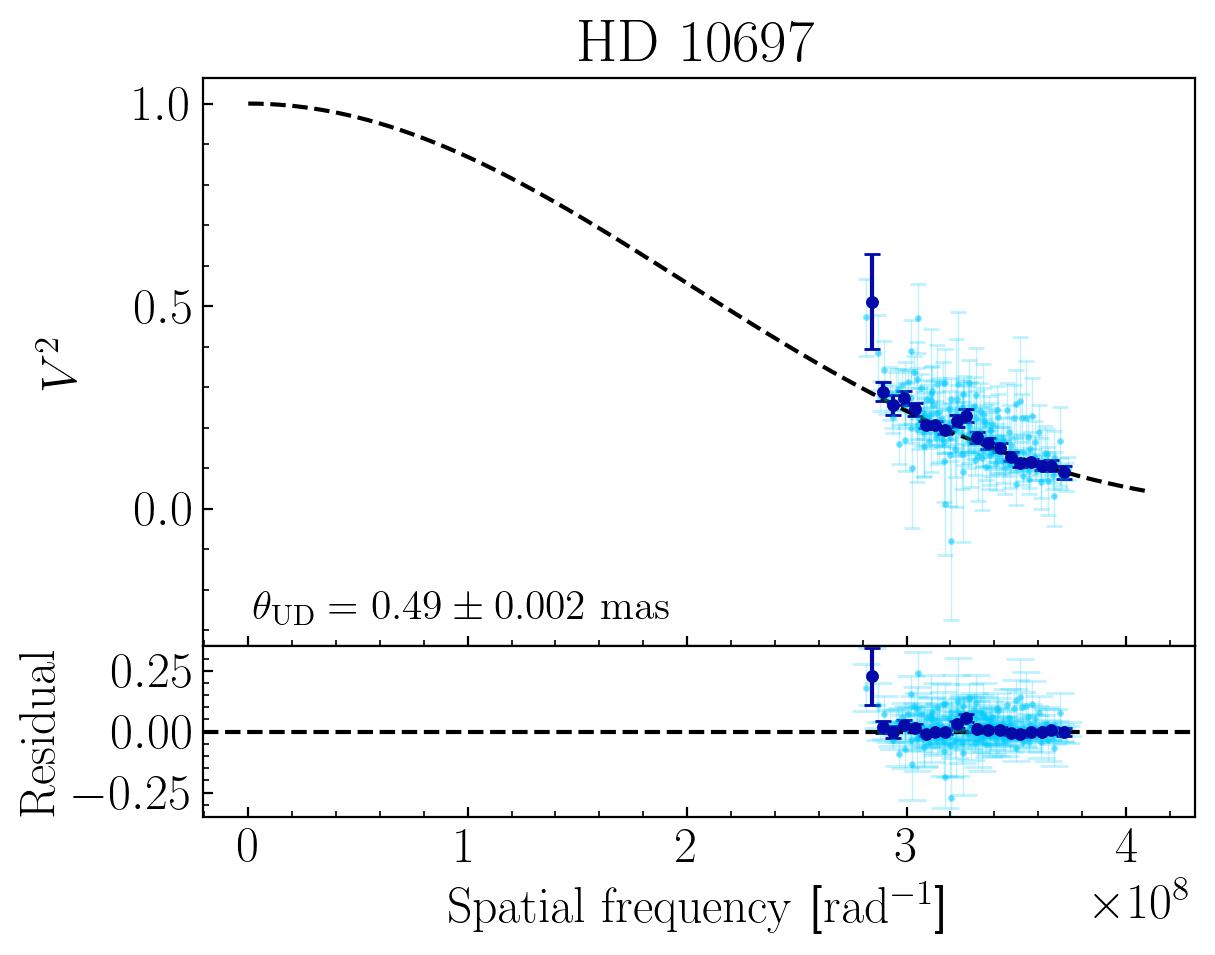 HD 10697
1.0
0.5
0.0
V²
θ_UD = 0.49 ± 0.002 mas
0.25
0.00
−0.25
Residual
0 1 2 3 4
×10⁸
Spatial frequency [rad⁻¹]